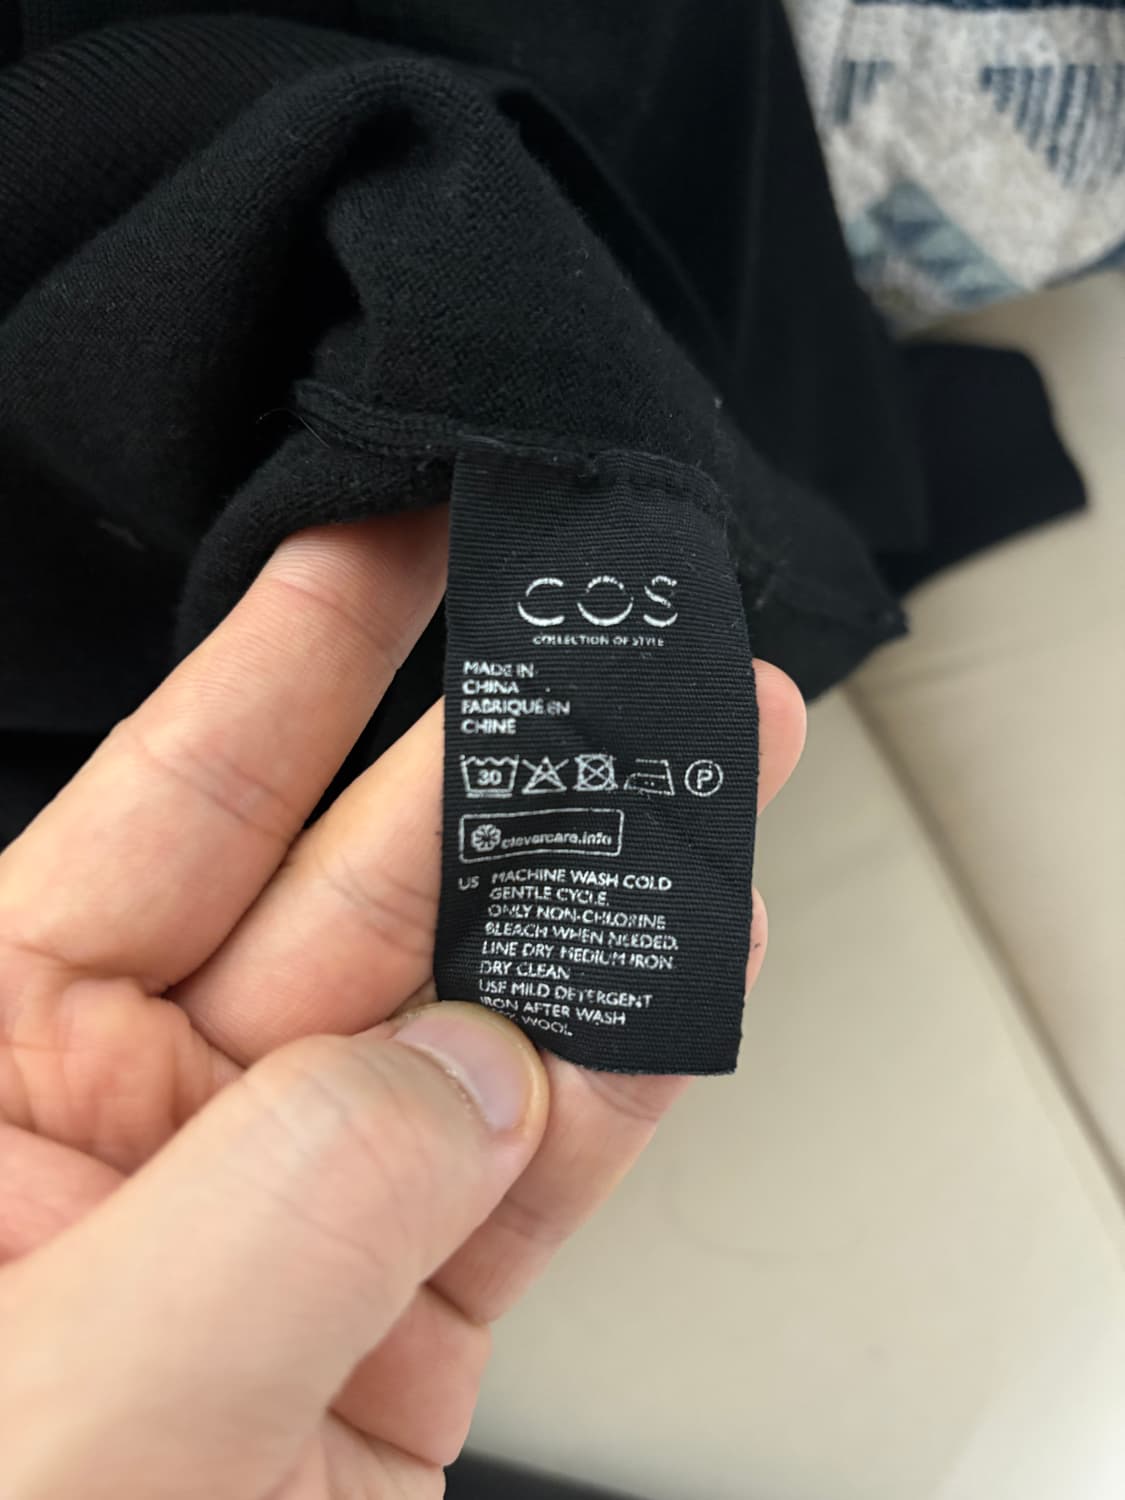 COS
COLLECTION OF STYLE
MADE IN
CHINA
FABRIQUÉ EN
CHINE
30 P
clevercare.info
US MACHINE WASH COLD
GENTLE CYCLE.
ONLY NON-CHLORINE
BLEACH WHEN NEEDED.
LINE DRY MEDIUM IRON
DRY CLEAN
USE MILD DETERGENT
IRON AFTER WASH
WOOL